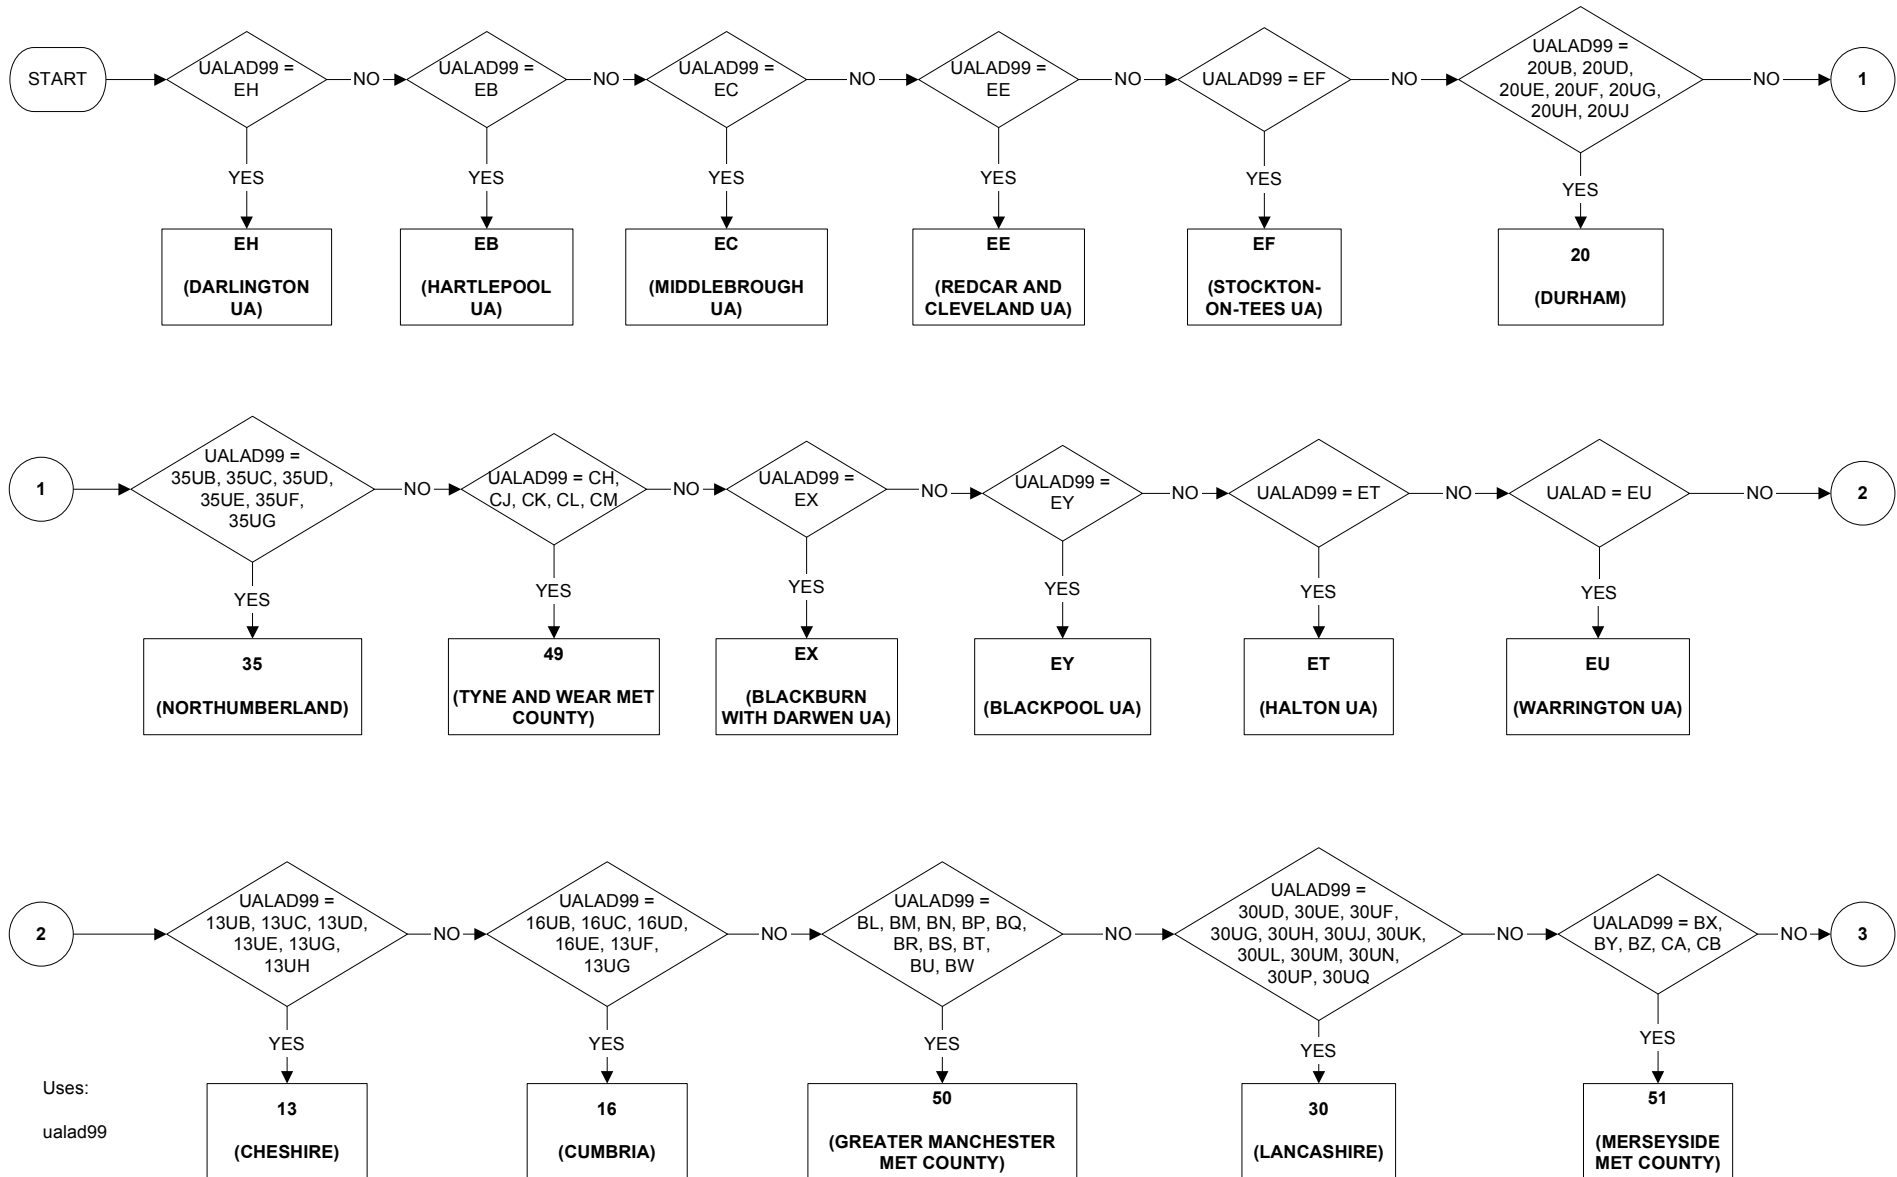 START
UALAD99 =
EH
NO
UALAD99 =
EB
NO
UALAD99 =
EC
NO
UALAD99 =
EE
NO
UALAD99 = EF
NO
UALAD99 =
20UB, 20UD,
20UE, 20UF, 20UG,
20UH, 20UJ
NO
1
YES
YES
YES
YES
YES
YES
EH
(DARLINGTON
UA)
EB
(HARTLEPOOL
UA)
EC
(MIDDLEBROUGH
UA)
EE
(REDCAR AND
CLEVELAND UA)
EF
(STOCKTON-
ON-TEES UA)
20
(DURHAM)
1
UALAD99 =
35UB, 35UC, 35UD,
35UE, 35UF,
35UG
NO
UALAD99 = CH,
CJ, CK, CL, CM
NO
UALAD99 =
EX
NO
UALAD99 =
EY
NO
UALAD99 = ET
NO
UALAD = EU
NO
2
YES
YES
YES
YES
YES
YES
35
(NORTHUMBERLAND)
49
(TYNE AND WEAR MET
COUNTY)
EX
(BLACKBURN
WITH DARWEN UA)
EY
(BLACKPOOL UA)
ET
(HALTON UA)
EU
(WARRINGTON UA)
2
UALAD99 =
13UB, 13UC, 13UD,
13UE, 13UG,
13UH
NO
UALAD99 =
16UB, 16UC, 16UD,
16UE, 13UF,
13UG
NO
UALAD99 =
BL, BM, BN, BP, BQ,
BR, BS, BT,
BU, BW
NO
UALAD99 =
30UD, 30UE, 30UF,
30UG, 30UH, 30UJ, 30UK,
30UL, 30UM, 30UN,
30UP, 30UQ
NO
UALAD99 = BX,
BY, BZ, CA, CB
NO
3
YES
YES
YES
YES
YES
Uses:
ualad99
13
(CHESHIRE)
16
(CUMBRIA)
50
(GREATER MANCHESTER
MET COUNTY)
30
(LANCASHIRE)
51
(MERSEYSIDE
MET COUNTY)